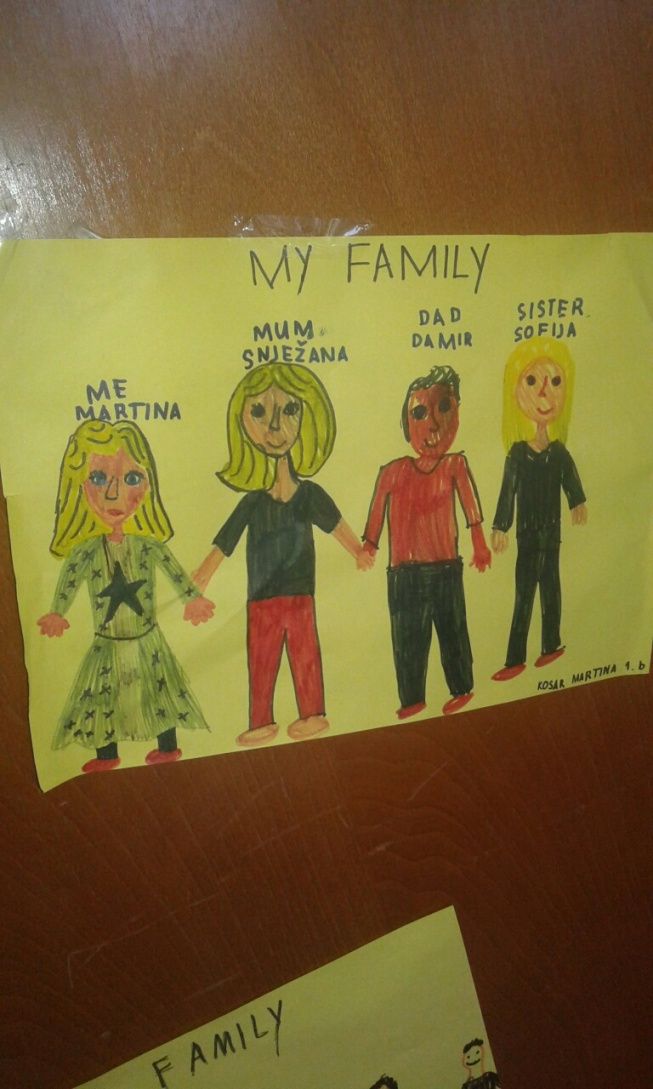 MY FAMILY
ME
MARTINA
MUM
SNJEŽANA
DAD
DAMIR
SISTER
SOFIJA
KOSAR MARTINA 1.b
FAMILY